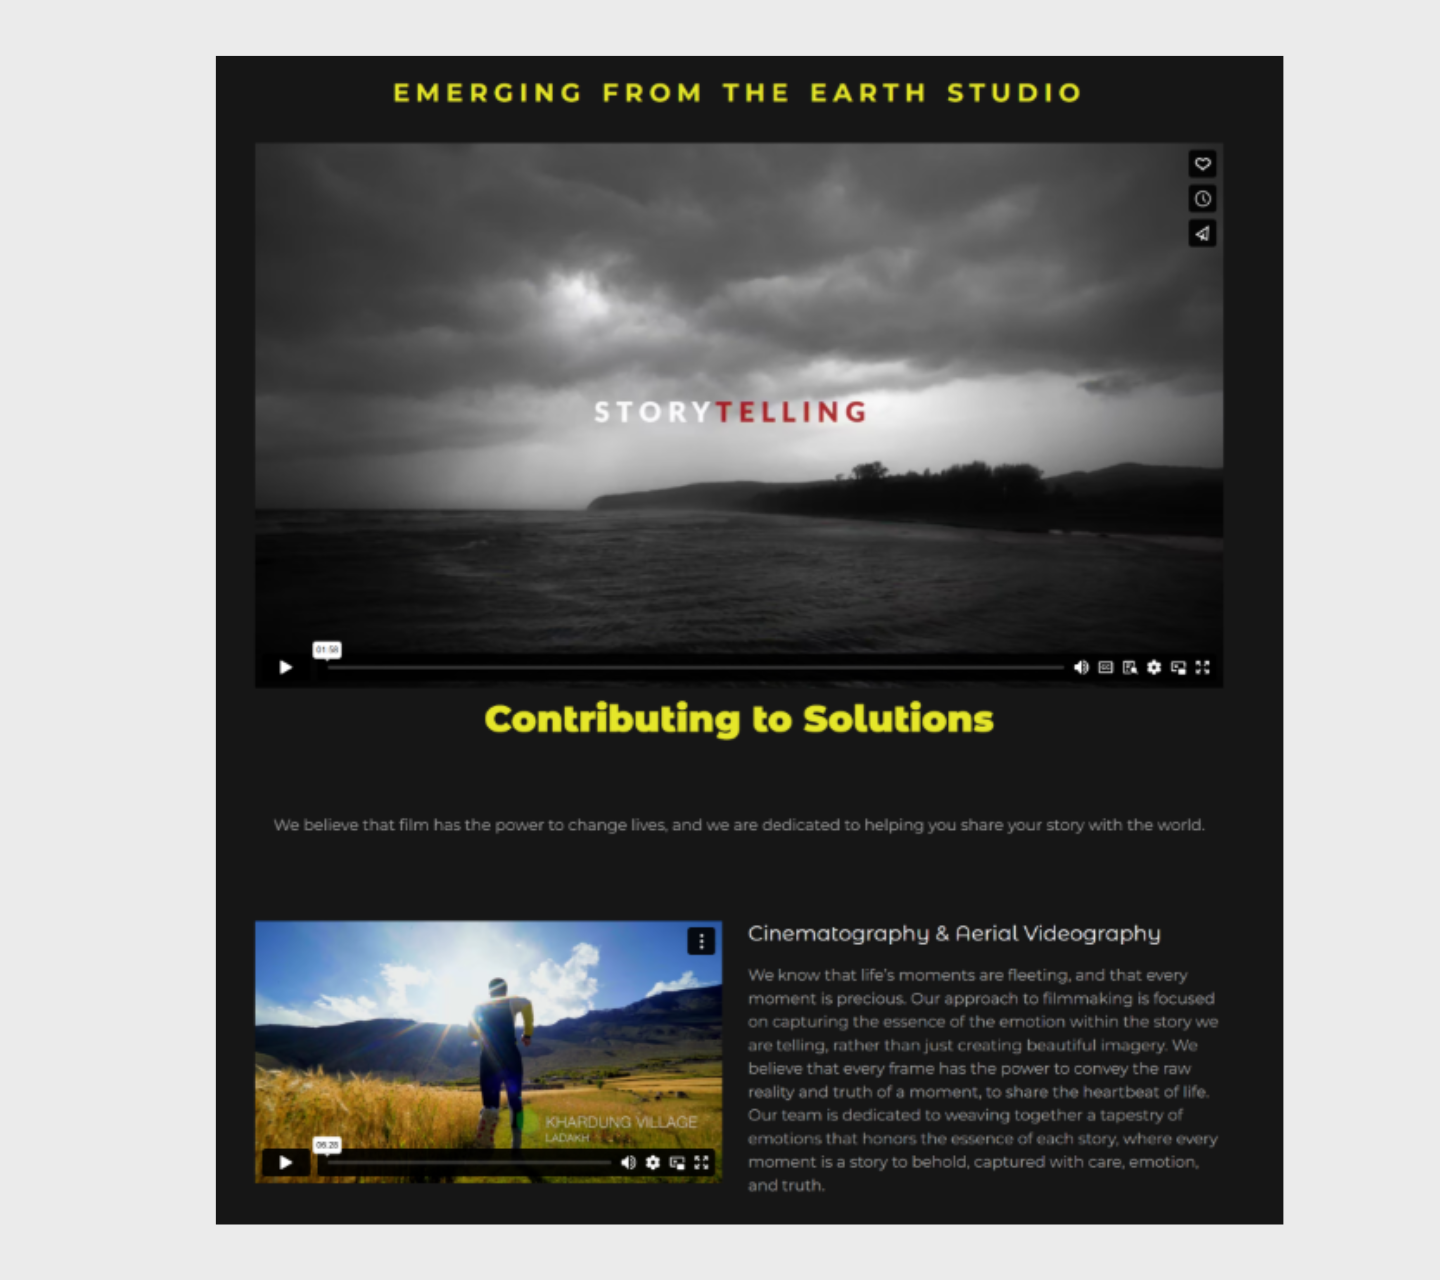 EMERGING FROM THE EARTH STUDIO
STORYTELLING
01:58
Contributing to Solutions
We believe that film has the power to change lives, and we are dedicated to helping you share your story with the world.
Cinematography & Aerial Videography
We know that life's moments are fleeting, and that every
moment is precious. Our approach to filmmaking is focused
on capturing the essence of the emotion within the story we
are telling, rather than just creating beautiful imagery. We
believe that every frame has the power to convey the raw
reality and truth of a moment, to share the heartbeat of life.
Our team is dedicated to weaving together a tapestry of
emotions that honors the essence of each story, where every
moment is a story to behold, captured with care, emotion,
and truth.
KHARDUNG VILLAGE
LADAKH